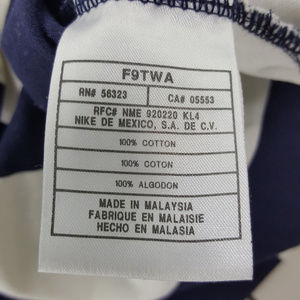 F9TWA
RN# 56323 CA# 05553
RFC# NME 920220 KL4
NIKE DE MEXICO, S.A. DE C.V.
100% COTTON
100% COTON
100% ALGODON
MADE IN MALAYSIA
FABRIQUE EN MALAISIE
HECHO EN MALASIA